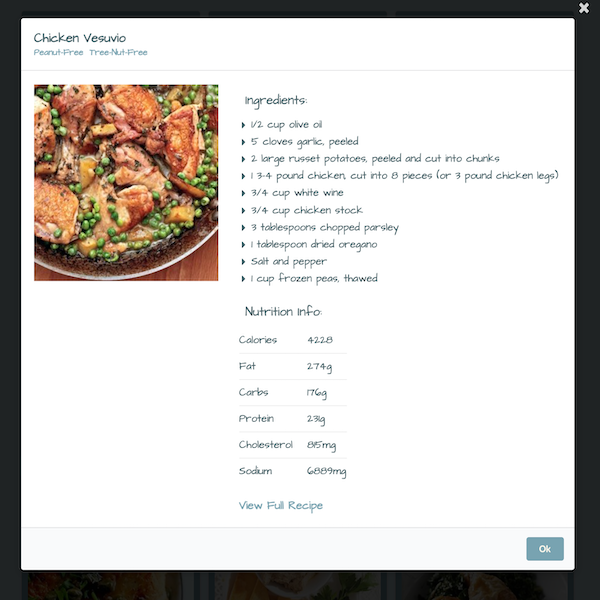 Chicken Vesuvio
Peanut-Free Tree-Nut-Free
Ingredients:
1/2 cup olive oil
5 cloves garlic, peeled
2 large russet potatoes, peeled and cut into chunks
1 3-4 pound chicken, cut into 8 pieces (or 3 pound chicken legs)
3/4 cup white wine
3/4 cup chicken stock
3 tablespoons chopped parsley
1 tablespoon dried oregano
Salt and pepper
1 cup frozen peas, thawed
Nutrition Info:
Calories 4228
Fat 274g
Carbs 176g
Protein 231g
Cholesterol 815mg
Sodium 6889mg
View Full Recipe
Ok